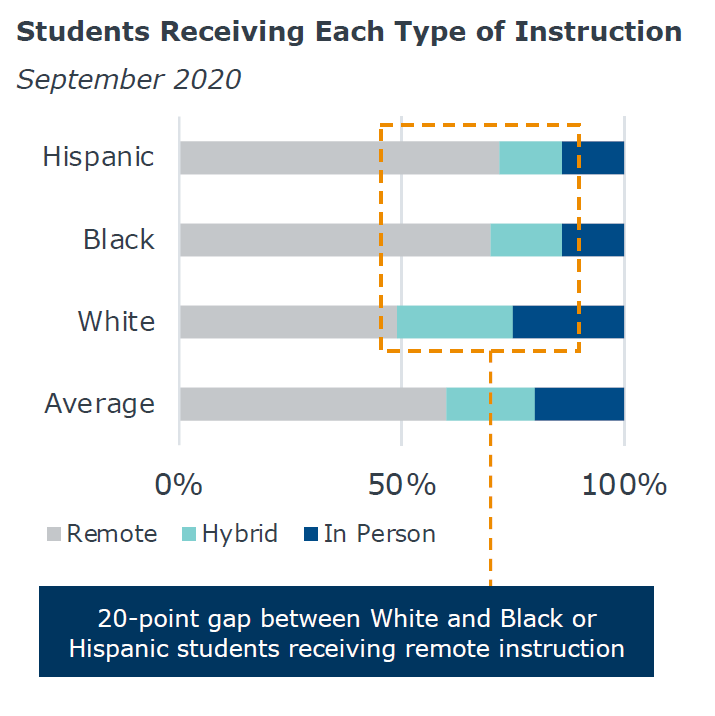 Students Receiving Each Type of Instruction
September 2020
Hispanic
Black
White
Average
0% 50% 100%
Remote Hybrid In Person
20-point gap between White and Black or
Hispanic students receiving remote instruction